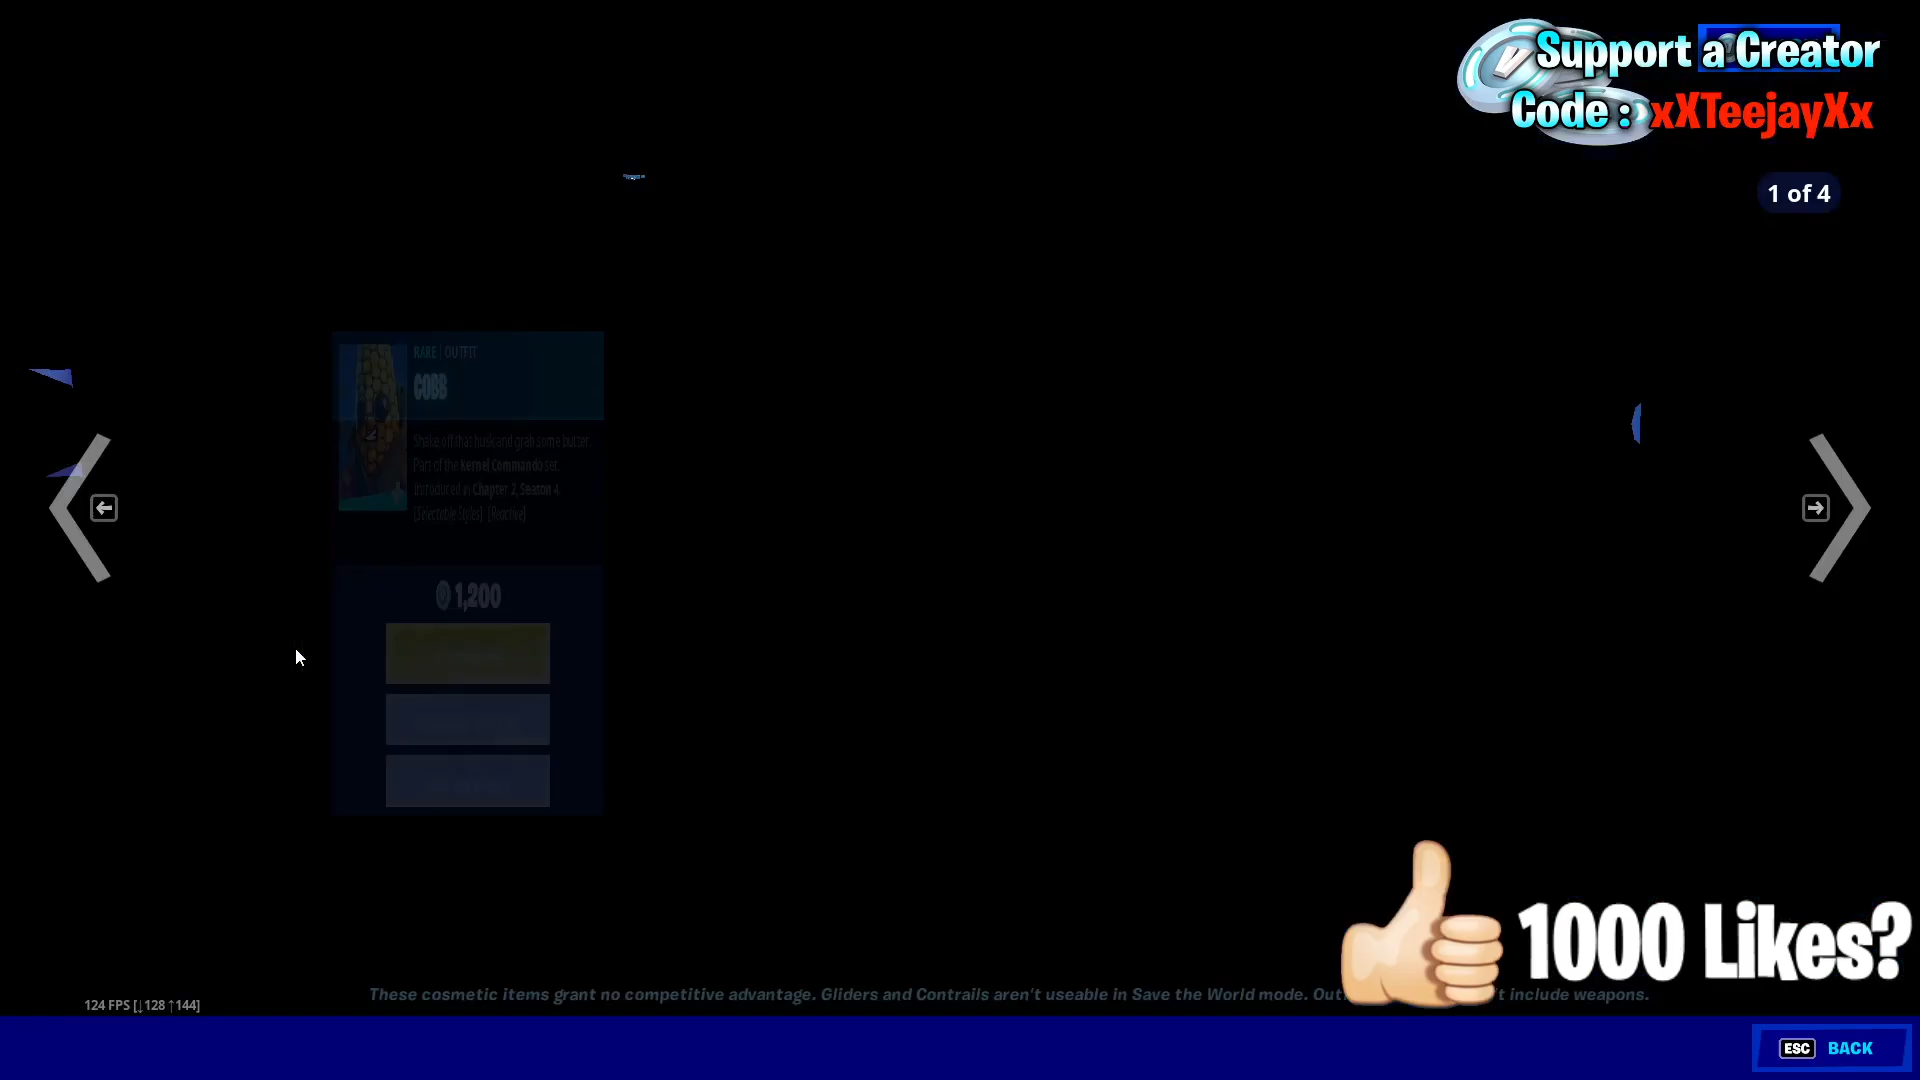 Support a Creator
Code : xXTeejayXx
1 of 4
RARE | OUTFIT
COBB
Shake off that husk and grab some butter.
Part of the Kernel Commando set.
Introduced in Chapter 2, Season 4.
[Selectable Styles] [Reactive]
1,200
1000 Likes?
These cosmetic items grant no competitive advantage. Gliders and Contrails aren't useable in Save the World mode. t include weapons.
124 FPS [↓128 ↑144]
ESC BACK